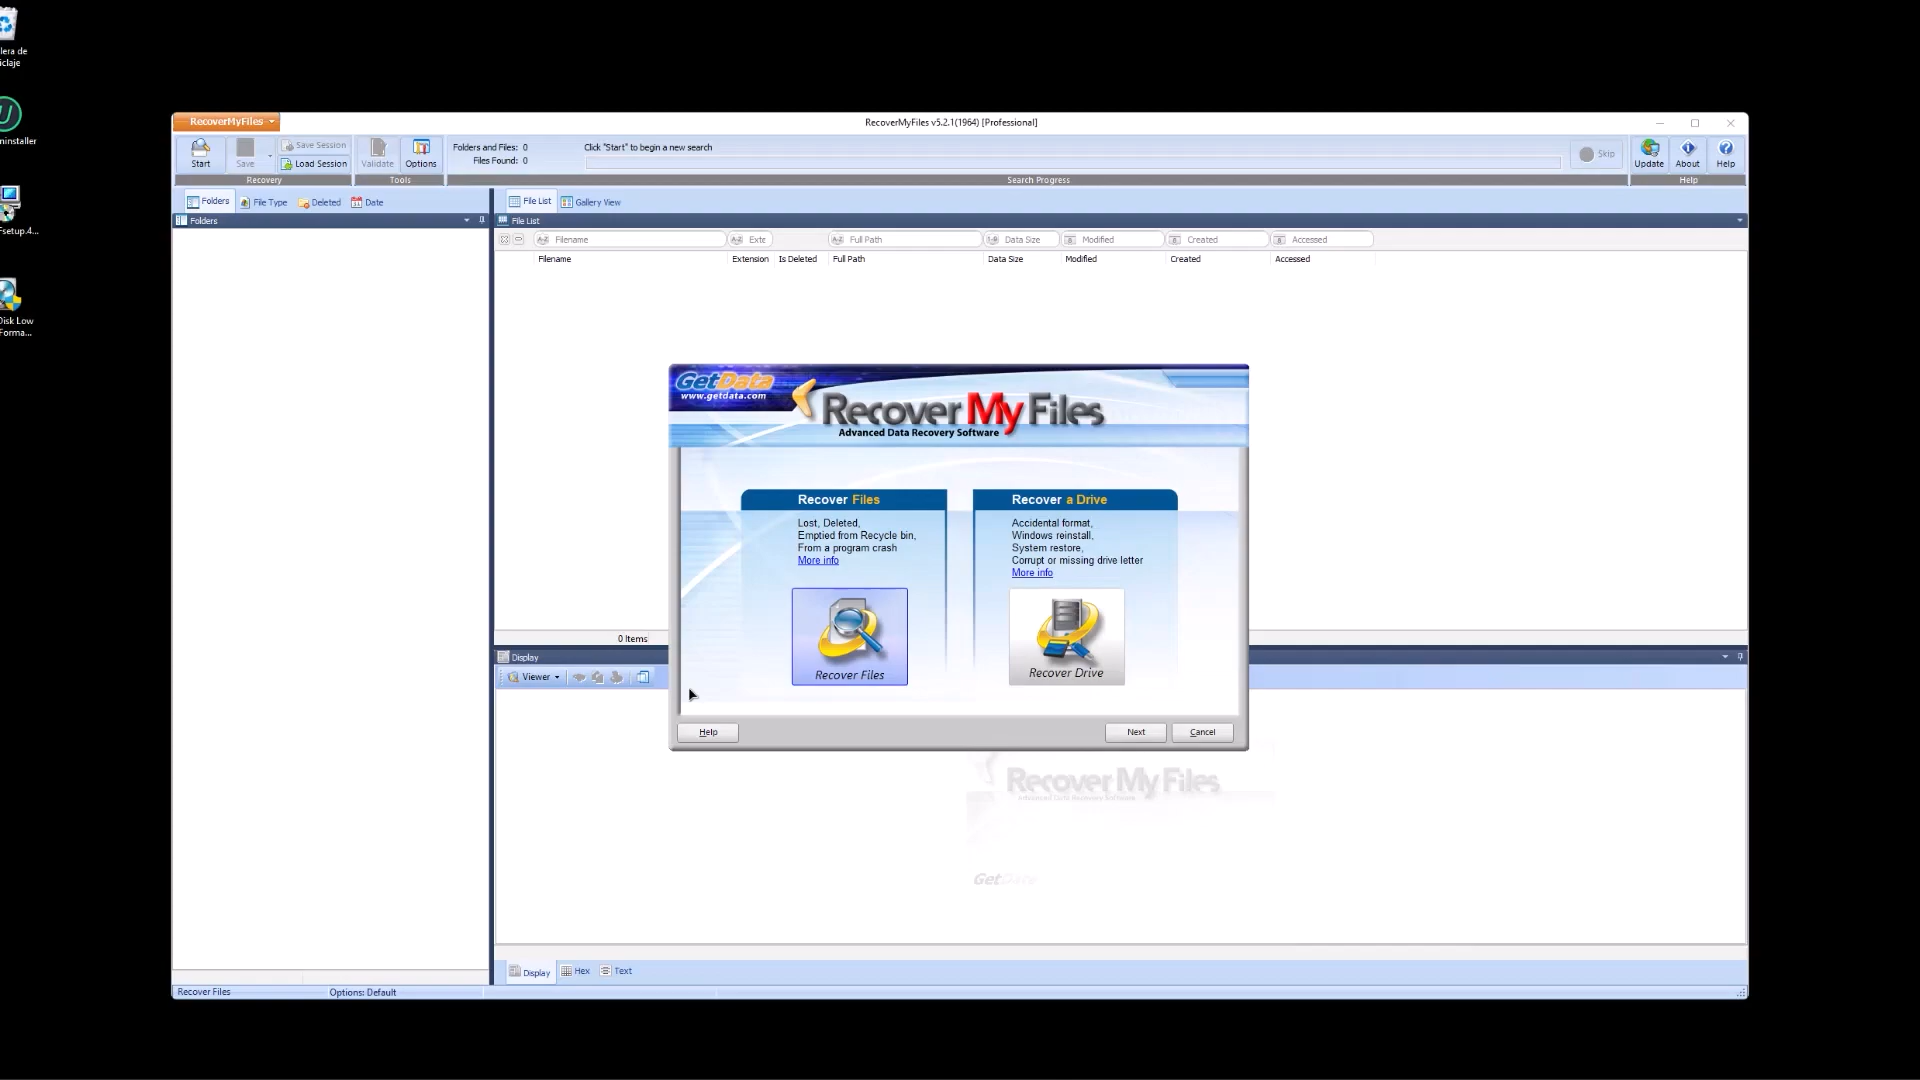 lera de
iclaje
ninstaller
Fsetup.4...
Disk Low
Forma...
RecoverMyFiles
RecoverMyFiles v5.2.1(1964) [Professional]
Start
Save
Save Session
Load Session
Recovery
Validate
Options
Tools
Folders and Files: 0
Files Found: 0
Click "Start" to begin a new search
Skip
Search Progress
Update
About
Help
Help
Folders
File Type
Deleted
Date
Folders
File List
Gallery View
File List
Filename
Exte
Full Path
Data Size
Modified
Created
Accessed
Filename
Extension
Is Deleted
Full Path
Data Size
Modified
Created
Accessed
GetData
www.getdata.com
Recover My Files
Advanced Data Recovery Software
Recover Files
Lost, Deleted,
Emptied from Recycle bin,
From a program crash
More info
Recover Files
Recover a Drive
Accidental format,
Windows reinstall,
System restore,
Corrupt or missing drive letter
More info
Recover Drive
Help
Next
Cancel
0 Items
Display
Viewer
Recover My Files
Advanced Data Recovery Software
GetData
Display
Hex
Text
Recover Files
Options: Default